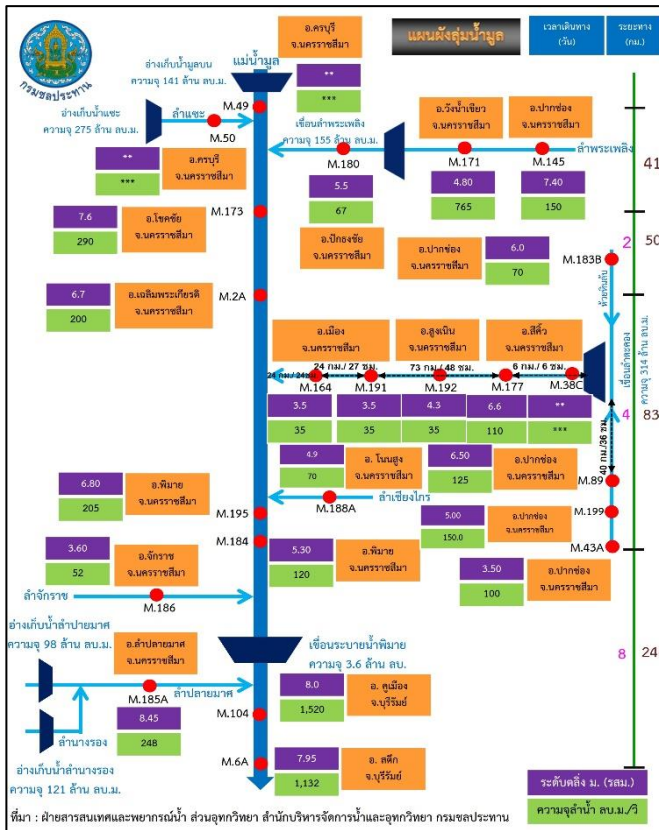 แผนผังลุ่มน้ำมูล
เวลาเดินทาง
(วัน)
ระยะทาง
(กม.)
กรมชลประทาน
อ่างเก็บน้ำมูลบน
ความจุ 141 ล้าน ลบ.ม.
แม่น้ำมูล
อ.ครบุรี
จ.นครราชสีมา
**
***
อ่างเก็บน้ำแซะ
ความจุ 275 ล้าน ลบ.ม.
ลำแซะ
M.49
M.50
เขื่อนลำพระเพลิง
ความจุ 155 ล้าน ลบ.ม.
อ.วังน้ำเขียว
จ.นครราชสีมา
อ.ปากช่อง
จ.นครราชสีมา
ลำพระเพลิง
M.180
M.171
M.145
41
**
***
อ.ครบุรี
จ.นครราชสีมา
5.5
67
4.80
765
7.40
150
M.173
7.6
290
อ.โชคชัย
จ.นครราชสีมา
อ.ปักธงชัย
จ.นครราชสีมา
อ.ปากช่อง
จ.นครราชสีมา
6.0
70
M.183B
2
50
6.7
200
อ.เฉลิมพระเกียรติ
จ.นครราชสีมา
M.2A
เขื่อนลำตะคอง
ความจุ 314 ล้าน ลบ.ม.
อ.เมือง
จ.นครราชสีมา
อ.สูงเนิน
จ.นครราชสีมา
อ.สีคิ้ว
จ.นครราชสีมา
24 กม./ 27 ชม.
73 กม./ 48 ชม.
6 กม./ 6 ชม.
M.164
M.191
M.192
M.177
M.38C
3.5
35
3.5
35
4.3
35
6.6
110
**
***
4
83
40 กม./36 ชม.
4.9
70
อ. โนนสูง
จ.นครราชสีมา
6.50
125
อ.ปากช่อง
จ.นครราชสีมา
M.89
6.80
205
อ.พิมาย
จ.นครราชสีมา
M.195
M.188A
ลำเชียงไกร
5.00
150.0
อ.ปากช่อง
จ.นครราชสีมา
M.199
M.184
M.43A
3.60
52
อ.จักราช
จ.นครราชสีมา
5.30
120
อ.พิมาย
จ.นครราชสีมา
3.50
100
อ.ปากช่อง
จ.นครราชสีมา
ลำจักราช
M.186
อ่างเก็บน้ำลำปายมาศ
ความจุ 98 ล้าน ลบ.ม.
อ.ลำปลายมาศ
จ.นครราชสีมา
เขื่อนระบายน้ำพิมาย
ความจุ 3.6 ล้าน ลบ.
8
24
M.185A
ลำปลายมาศ
8.0
1,520
อ. คูเมือง
จ.บุรีรัมย์
M.104
8.45
248
ลำนางรอง
อ่างเก็บน้ำลำนางรอง
ความจุ 121 ล้าน ลบ.ม.
M.6A
7.95
1,132
อ. สตึก
จ.บุรีรัมย์
ระดับตลิ่ง ม. (รสม.)
ความจุลำน้ำ ลบ.ม./วิ
ที่มา : ฝ่ายสารสนเทศและพยากรณ์น้ำ ส่วนอุทกวิทยา สำนักบริหารจัดการน้ำและอุทกวิทยา กรมชลประทาน